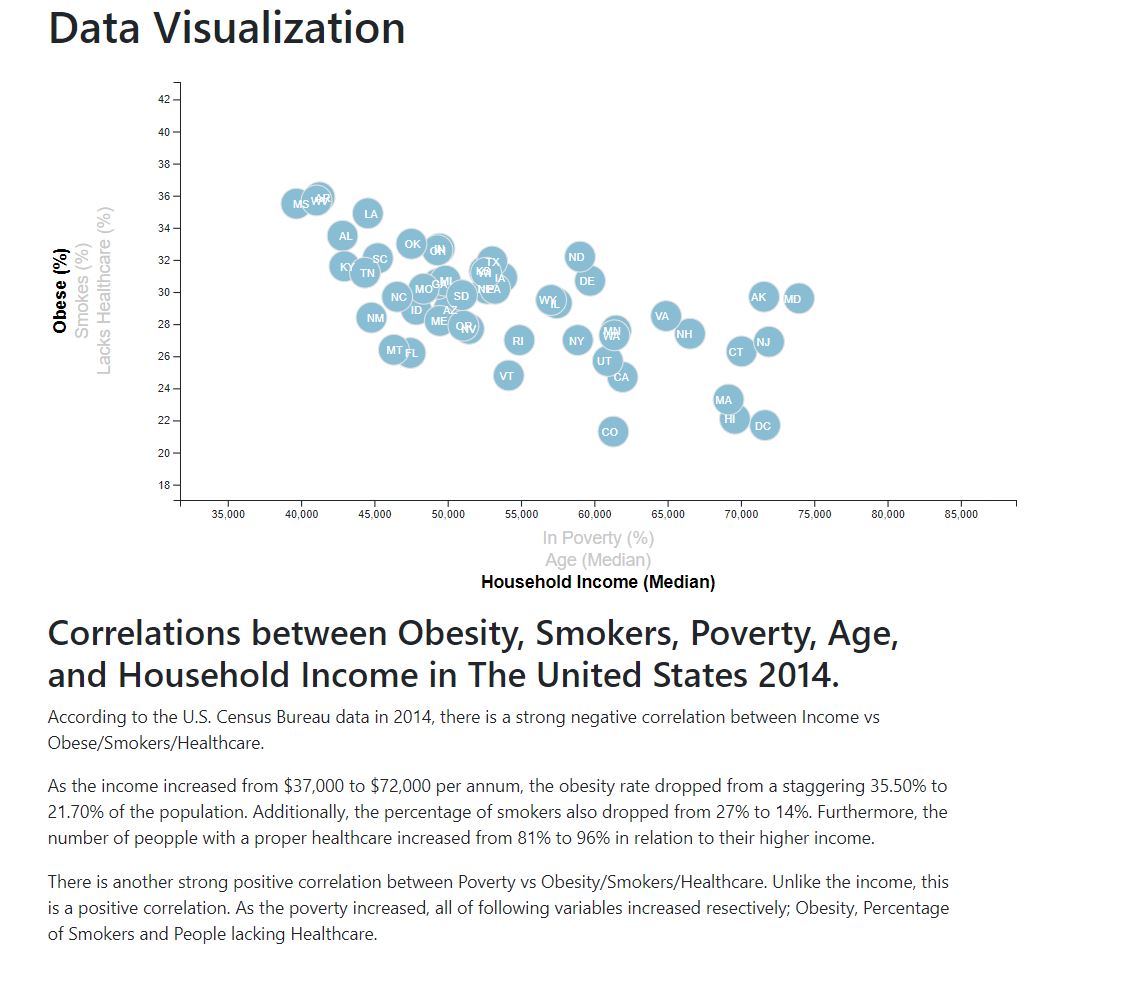 Data Visualization
42
40
38
36
34
32
30
28
26
24
22
20
18
Obese (%)
Smokes (%)
Lacks Healthcare (%)
MS WV AR
LA
AL
OK OH IN
KY SC
TN
TX
IA
ND
DE
NC MO MI SD
NM ID ME AZ
OR NV
MT FL
RI
VT
WY IL
NY
MN
WA
UT
CA
CO
VA
NH
AK MD
CT NJ
MA
HI
DC
35,000 40,000 45,000 50,000 55,000 60,000 65,000 70,000 75,000 80,000 85,000
In Poverty (%)
Age (Median)
Household Income (Median)
Correlations between Obesity, Smokers, Poverty, Age,
and Household Income in The United States 2014.
According to the U.S. Census Bureau data in 2014, there is a strong negative correlation between Income vs
Obese/Smokers/Healthcare.
As the income increased from $37,000 to $72,000 per annum, the obesity rate dropped from a staggering 35.50% to
21.70% of the population. Additionally, the percentage of smokers also dropped from 27% to 14%. Furthermore, the
number of peopple with a proper healthcare increased from 81% to 96% in relation to their higher income.
There is another strong positive correlation between Poverty vs Obesity/Smokers/Healthcare. Unlike the income, this
is a positive correlation. As the poverty increased, all of following variables increased resectively; Obesity, Percentage
of Smokers and People lacking Healthcare.